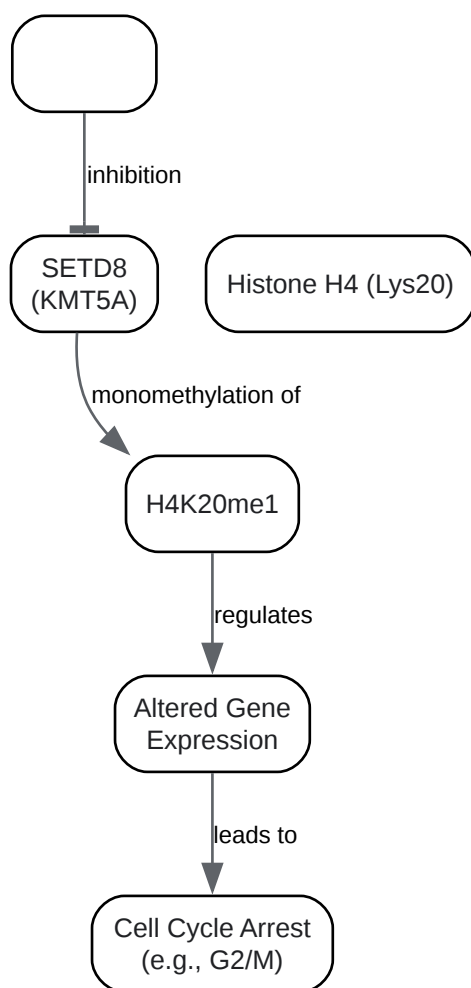 inhibition
SETD8
(KMT5A)
Histone H4 (Lys20)
monomethylation of
H4K20me1
regulates
Altered Gene
Expression
leads to
Cell Cycle Arrest
(e.g., G2/M)